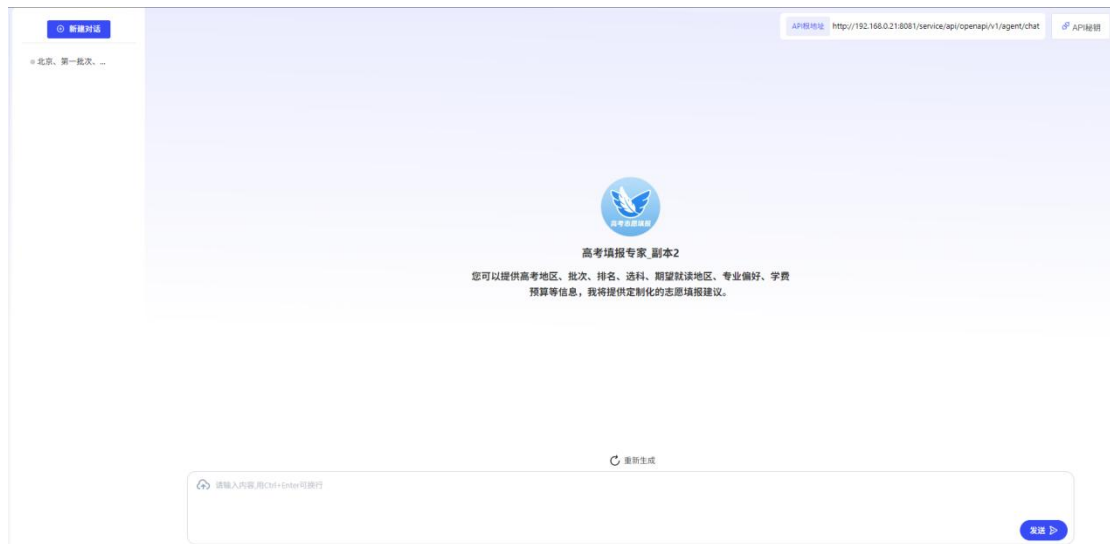 新建对话
API根地址 http://192.168.0.21:8081/service/api/openapi/v1/agent/chat API秘钥
北京、第一批次、...
高考志愿填报
高考填报专家_副本2
您可以提供高考地区、批次、排名、选科、期望就读地区、专业偏好、学费
预算等信息，我将提供定制化的志愿填报建议。
重新生成
请输入内容,用Ctrl+Enter可换行
发送